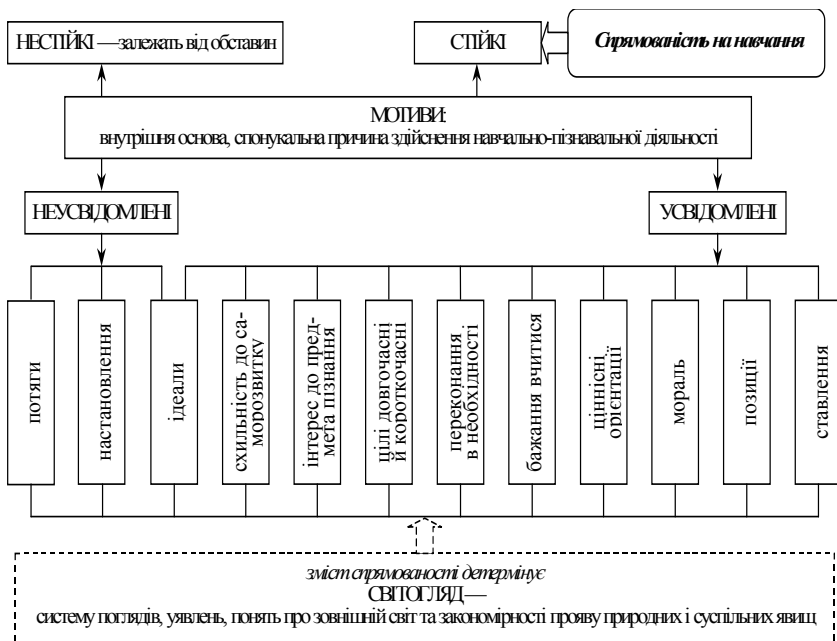 НЕСТІЙКІ — залежать від обставин
СТІЙКІ
Спрямованість на навчання
МОТИВИ:
внутрішня основа, спонукальна причина здійснення навчально-пізнавальної діяльності
НЕУСВІДОМЛЕНІ
УСВІДОМЛЕНІ
потяги
настановлення
ідеали
схильність до са-
морозвитку
інтерес до пред-
мета пізнання
цілі довгочасні
й короткочасні
переконання
в необхідності
бажання вчитися
ціннісні
орієнтації
мораль
позиції
ставлення
зміст спрямованості детермінує
СВІТОГЛЯД —
систему поглядів, уявлень, понять про зовнішній світ та закономірності прояву природних і суспільних явищ